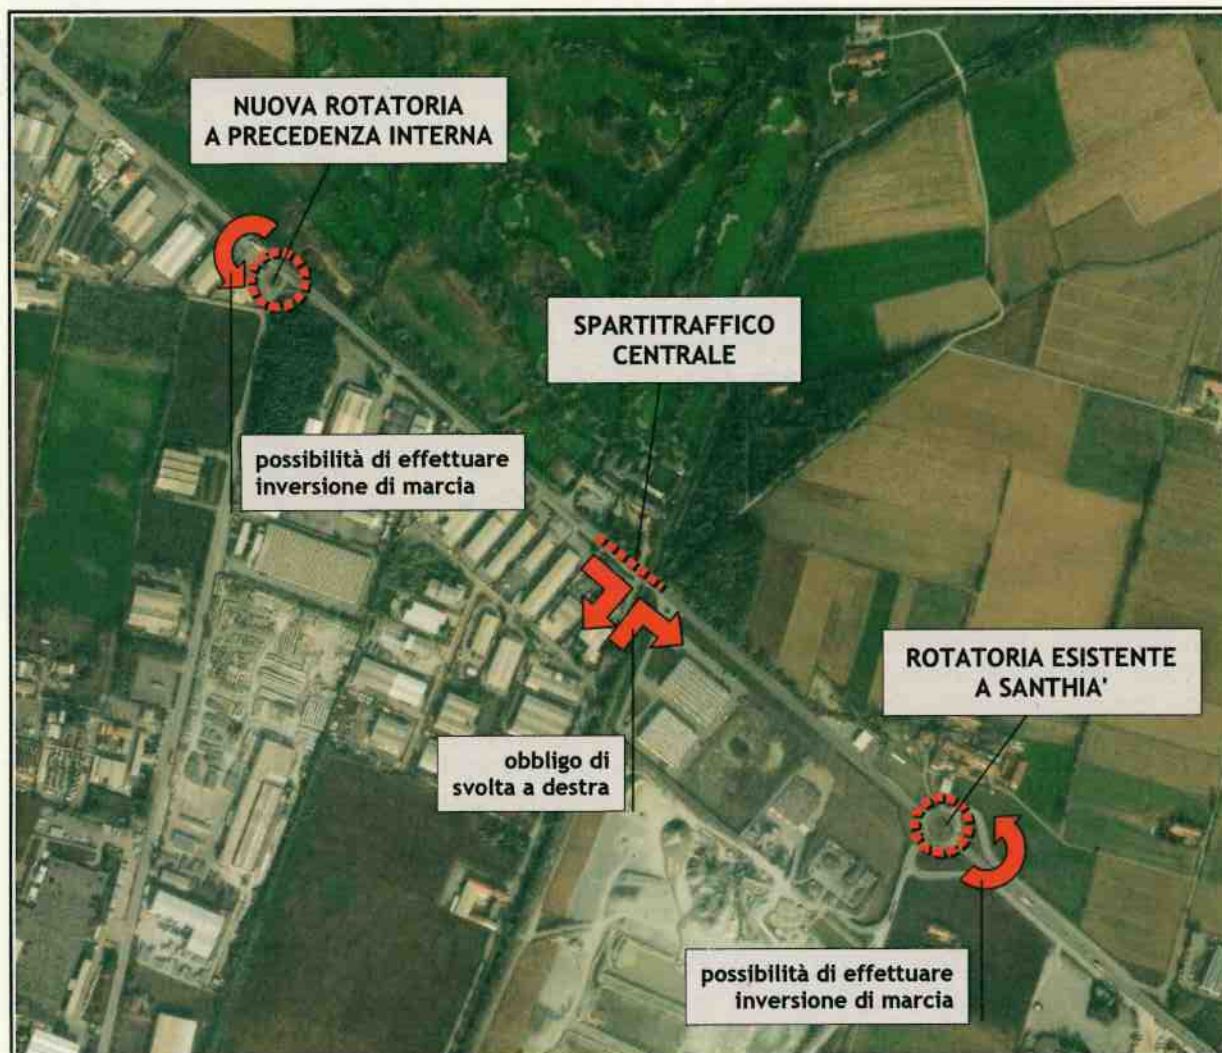 NUOVA ROTATORIA
A PRECEDENZA INTERNA
SPARTITRAFFICO
CENTRALE
possibilità di effettuare
inversione di marcia
ROTATORIA ESISTENTE
A SANTHIA'
obbligo di
svolta a destra
possibilità di effettuare
inversione di marcia